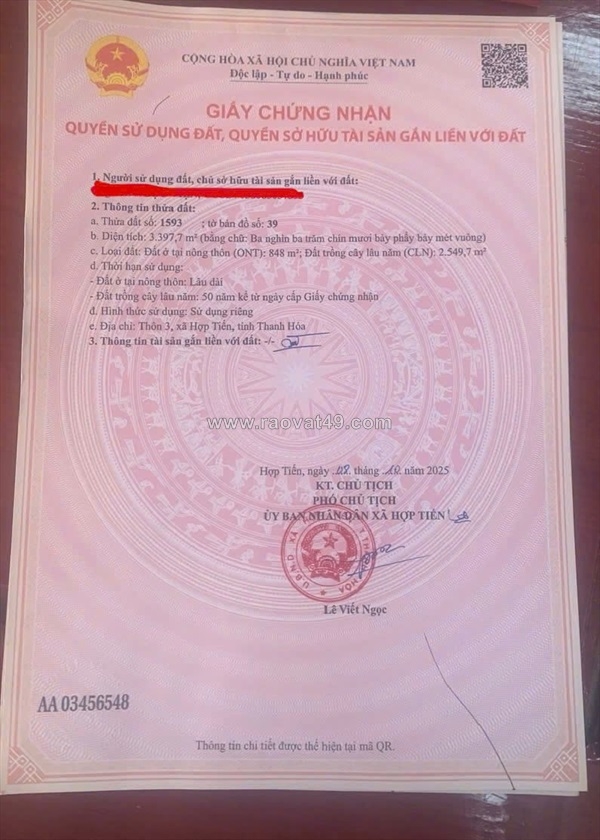 CỘNG HÒA XÃ HỘI CHỦ NGHĨA VIỆT NAM
Độc lập - Tự do - Hạnh phúc
GIẤY CHỨNG NHẬN
QUYỀN SỬ DỤNG ĐẤT, QUYỀN SỞ HỮU TÀI SẢN GẮN LIỀN VỚI ĐẤT
1. Người sử dụng đất, chủ sở hữu tài sản gắn liền với đất:
2. Thông tin thửa đất:
a. Thửa đất số: 1593 ; tờ bản đồ số: 39
b. Diện tích: 3.397,7 m² (bằng chữ: Ba nghìn ba trăm chín mươi bảy phẩy bảy mét vuông)
c. Loại đất: Đất ở tại nông thôn (ONT): 848 m²; Đất trồng cây lâu năm (CLN): 2.549,7 m²
d. Thời hạn sử dụng:
- Đất ở tại nông thôn: Lâu dài
- Đất trồng cây lâu năm: 50 năm kể từ ngày cấp Giấy chứng nhận
đ. Hình thức sử dụng: Sử dụng riêng
e. Địa chỉ: Thôn 3, xã Hợp Tiến, tỉnh Thanh Hóa
3. Thông tin tài sản gắn liền với đất: -/-
www.raovat49.com
Hợp Tiến, ngày tháng năm 2025
KT. CHỦ TỊCH
PHÓ CHỦ TỊCH
ỦY BAN NHÂN DÂN XÃ HỢP TIẾN
Lê Viết Ngọc
AA 03456548
Thông tin chi tiết được thể hiện tại mã QR.